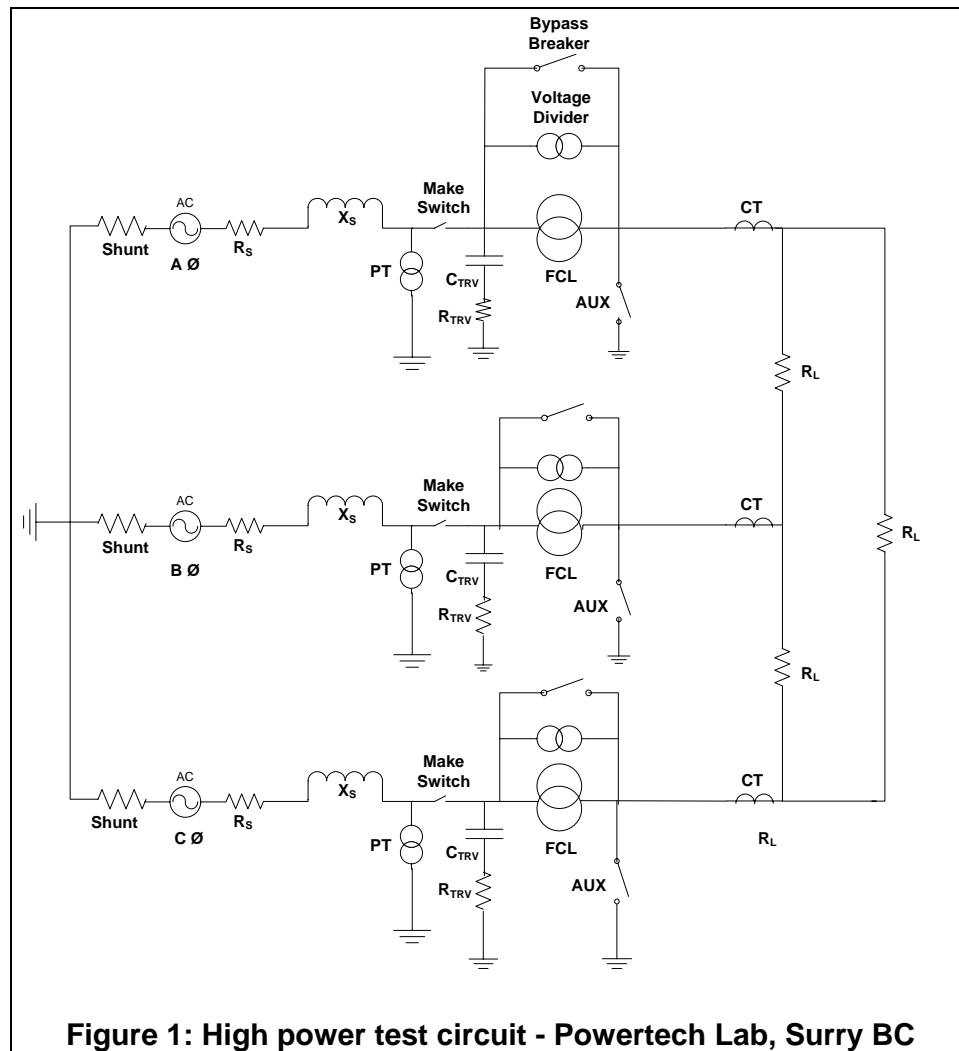 Bypass
Breaker
Voltage
Divider
Make
Switch
CT
AC
Shunt
A Ø
R_S
X_S
PT
C_TRV
R_TRV
FCL
AUX
R_L
Make
Switch
CT
AC
Shunt
B Ø
R_S
X_S
PT
C_TRV
R_TRV
FCL
AUX
R_L
R_L
Make
Switch
CT
AC
Shunt
C Ø
R_S
X_S
PT
C_TRV
R_TRV
FCL
AUX
R_L
Figure 1: High power test circuit - Powertech Lab, Surry BC